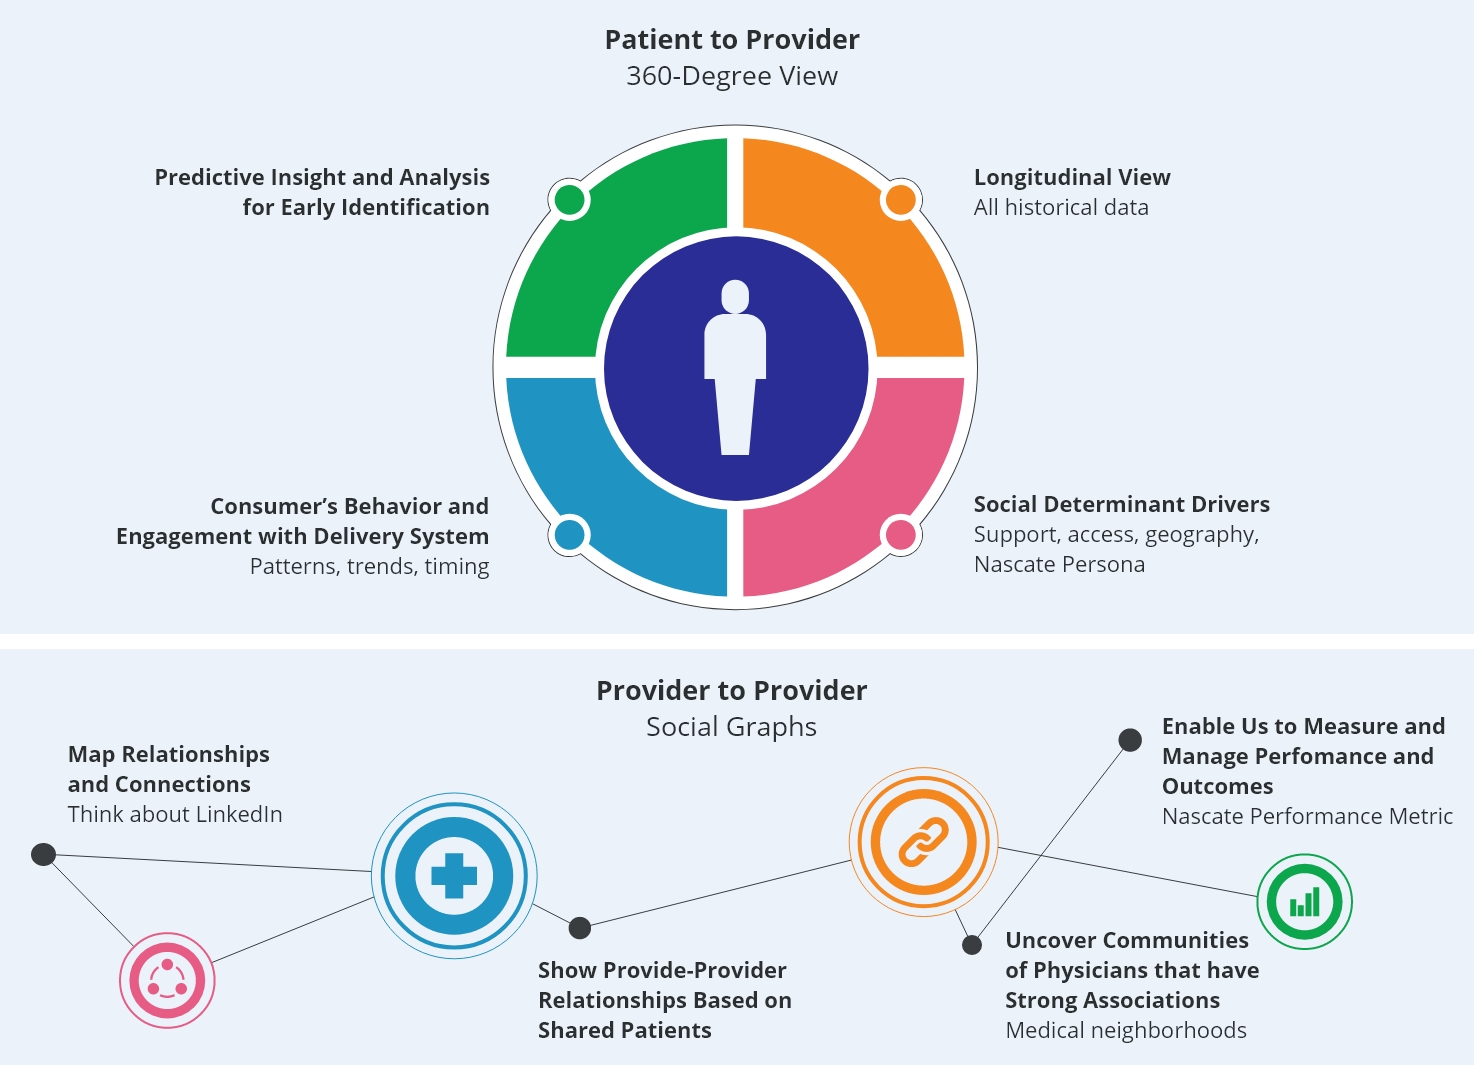 Patient to Provider
360-Degree View
Predictive Insight and Analysis
for Early Identification
Longitudinal View
All historical data
Consumer’s Behavior and
Engagement with Delivery System
Patterns, trends, timing
Social Determinant Drivers
Support, access, geography,
Nascate Persona
Provider to Provider
Social Graphs
Map Relationships
and Connections
Think about LinkedIn
Show Provide-Provider
Relationships Based on
Shared Patients
Enable Us to Measure and
Manage Perfomance and
Outcomes
Nascate Performance Metric
Uncover Communities
of Physicians that have
Strong Associations
Medical neighborhoods